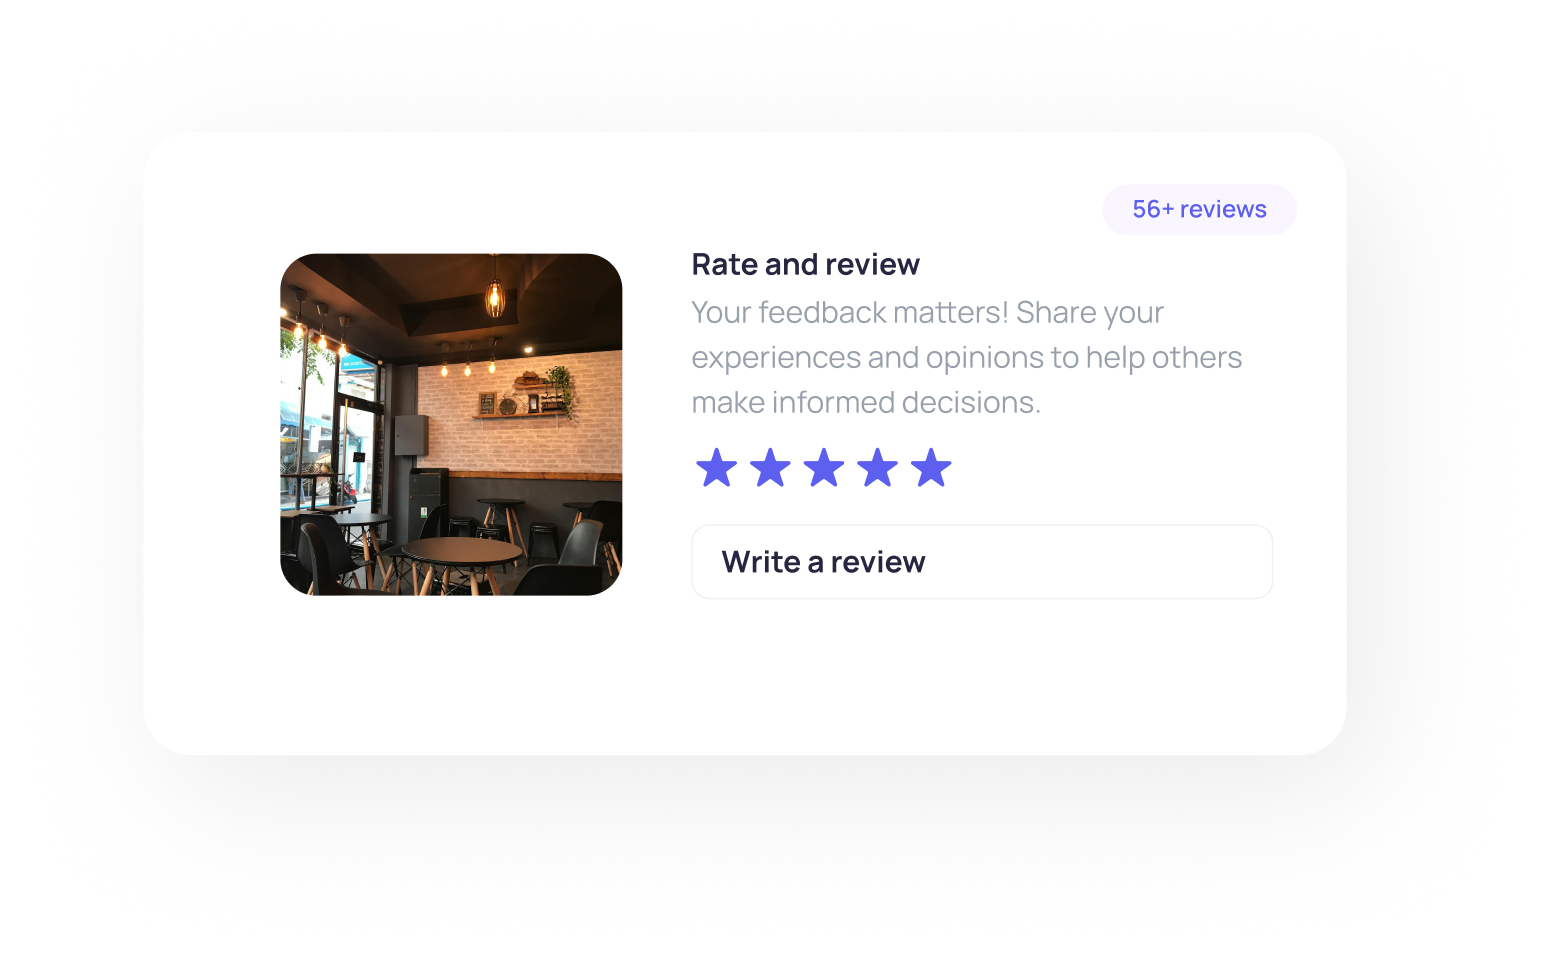 56+ reviews
Rate and review
Your feedback matters! Share your
experiences and opinions to help others
make informed decisions.
Write a review